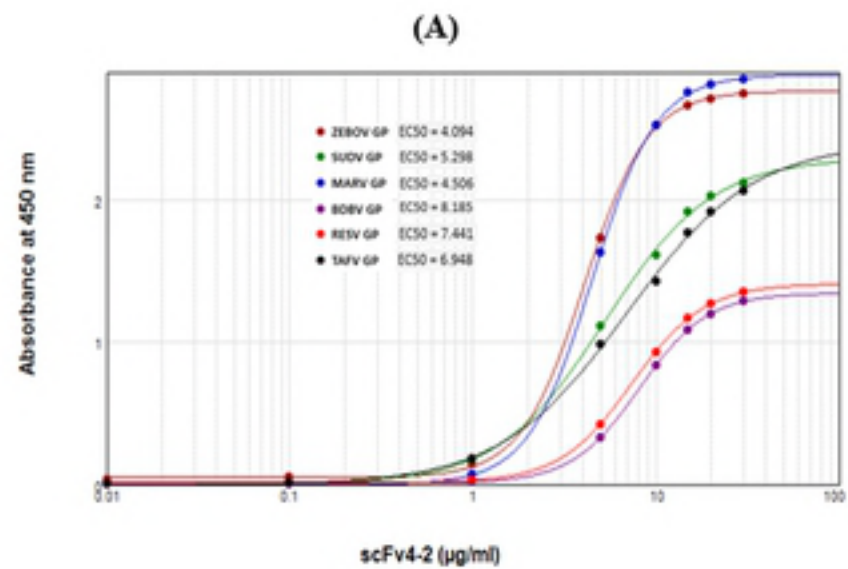 (A)
Absorbance at 450 nm
2
1
0
ZEBOV GP EC50 = 4.094
SUDV GP EC50 = 5.298
MARV GP EC50 = 4.506
BDBV GP EC50 = 8.185
RESV GP EC50 = 7.441
TAFV GP EC50 = 6.948
0.01 0.1 1 10 100
scFv4-2 (µg/ml)